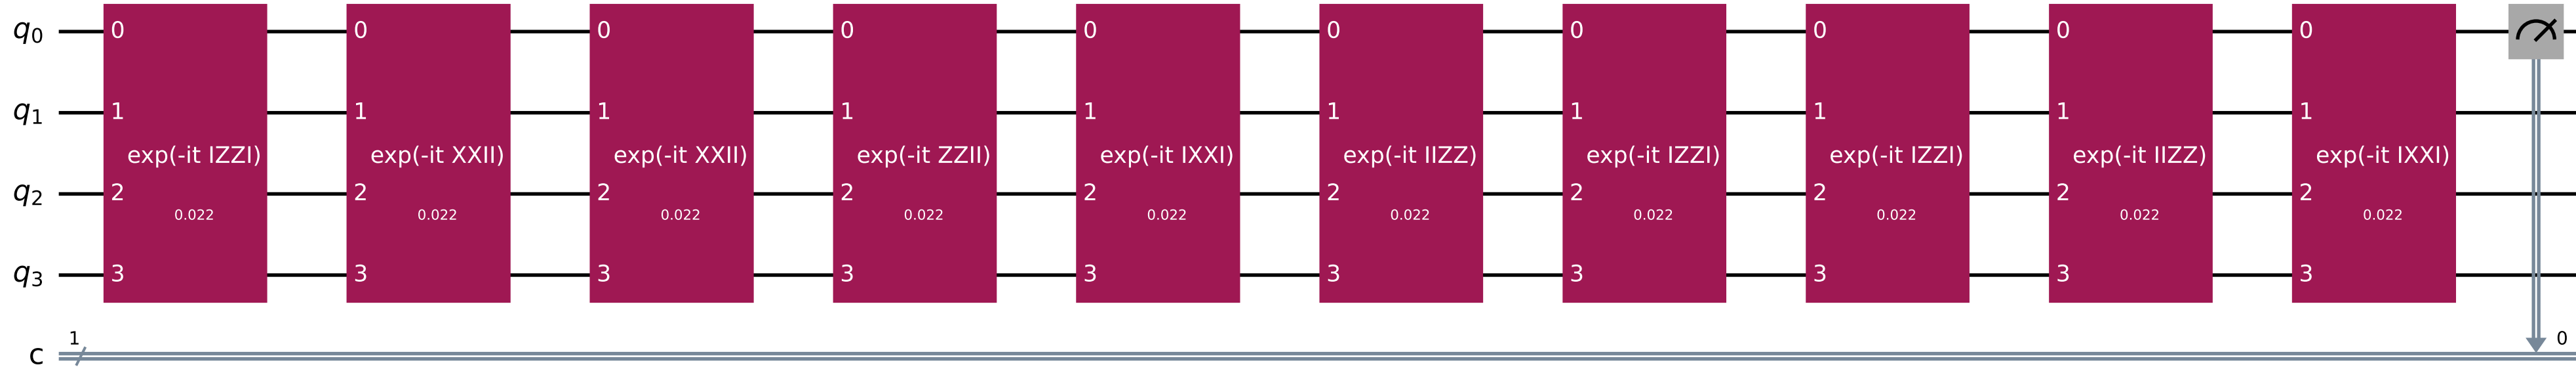 q0 0 0 0 0 0 0 0 0 0 0
q1 1 1 1 1 1 1 1 1 1 1
exp(-it IZZI) exp(-it XXII) exp(-it XXII) exp(-it ZZII) exp(-it IXXI) exp(-it IIZZ) exp(-it IZZI) exp(-it IZZI) exp(-it IIZZ) exp(-it IXXI)
q2 2 2 2 2 2 2 2 2 2 2
0.022 0.022 0.022 0.022 0.022 0.022 0.022 0.022 0.022 0.022
q3 3 3 3 3 3 3 3 3 3 3
1 0
c